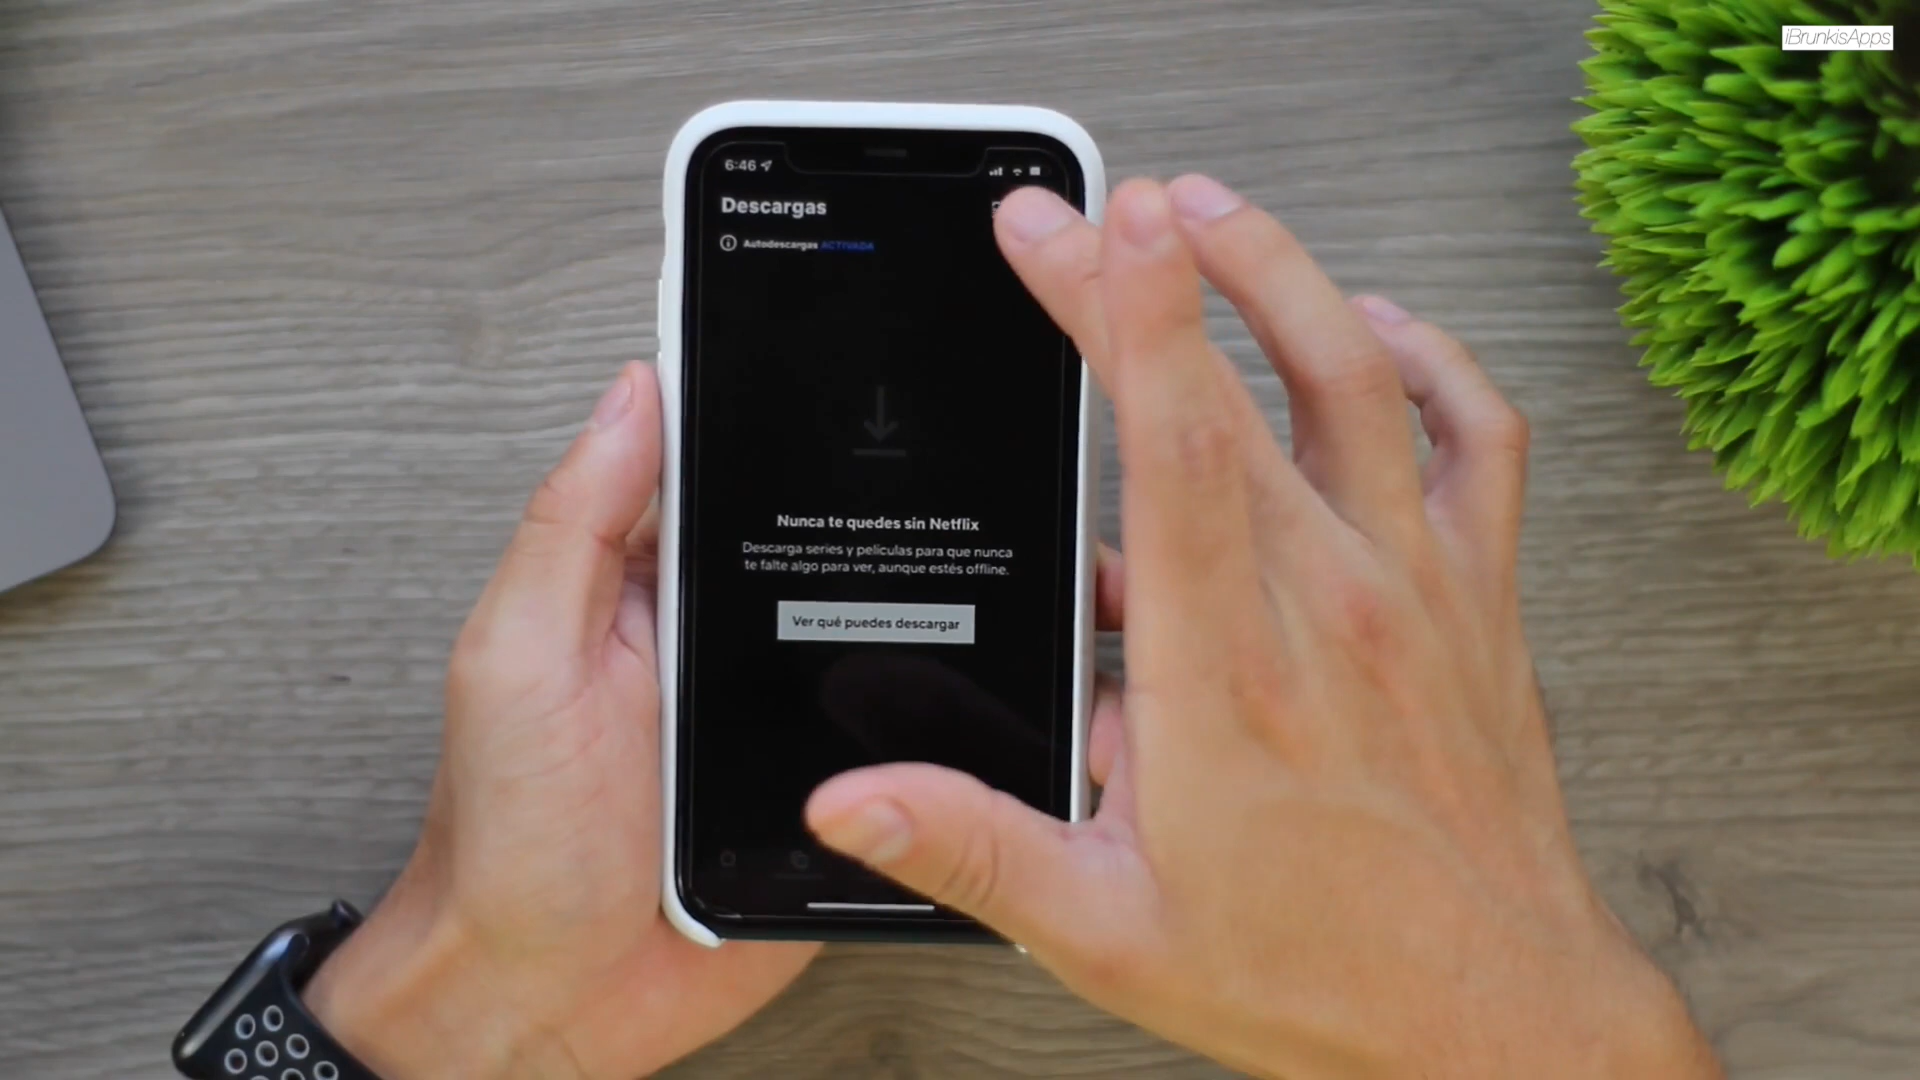 iBrunkisApps
6:46
Descargas
Autodescargas ACTIVADA
Nunca te quedes sin Netflix
Descarga series y películas para que nunca
te falte algo para ver, aunque estés offline.
Ver qué puedes descargar